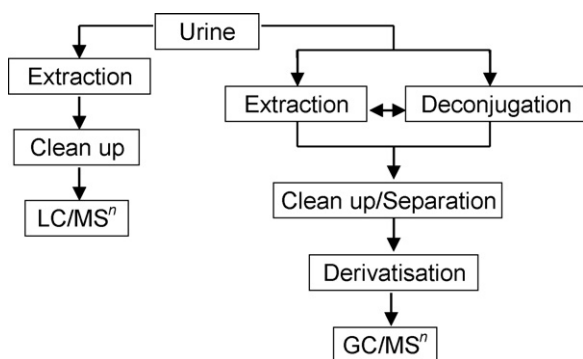 Urine
Extraction
Extraction
Deconjugation
Clean up
Clean up/Separation
LC/MSⁿ
Derivatisation
GC/MSⁿ